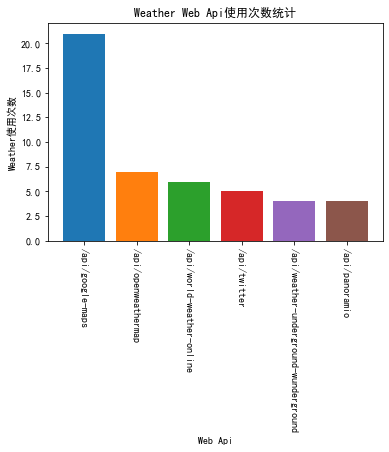 Weather Web Api使用次数统计
Weather使用次数
20.0
17.5
15.0
12.5
10.0
7.5
5.0
2.5
0.0
/api/google-maps
/api/openweathermap
/api/world-weather-online
/api/twitter
/api/weather-underground-wunderground
/api/panoramio
Web Api